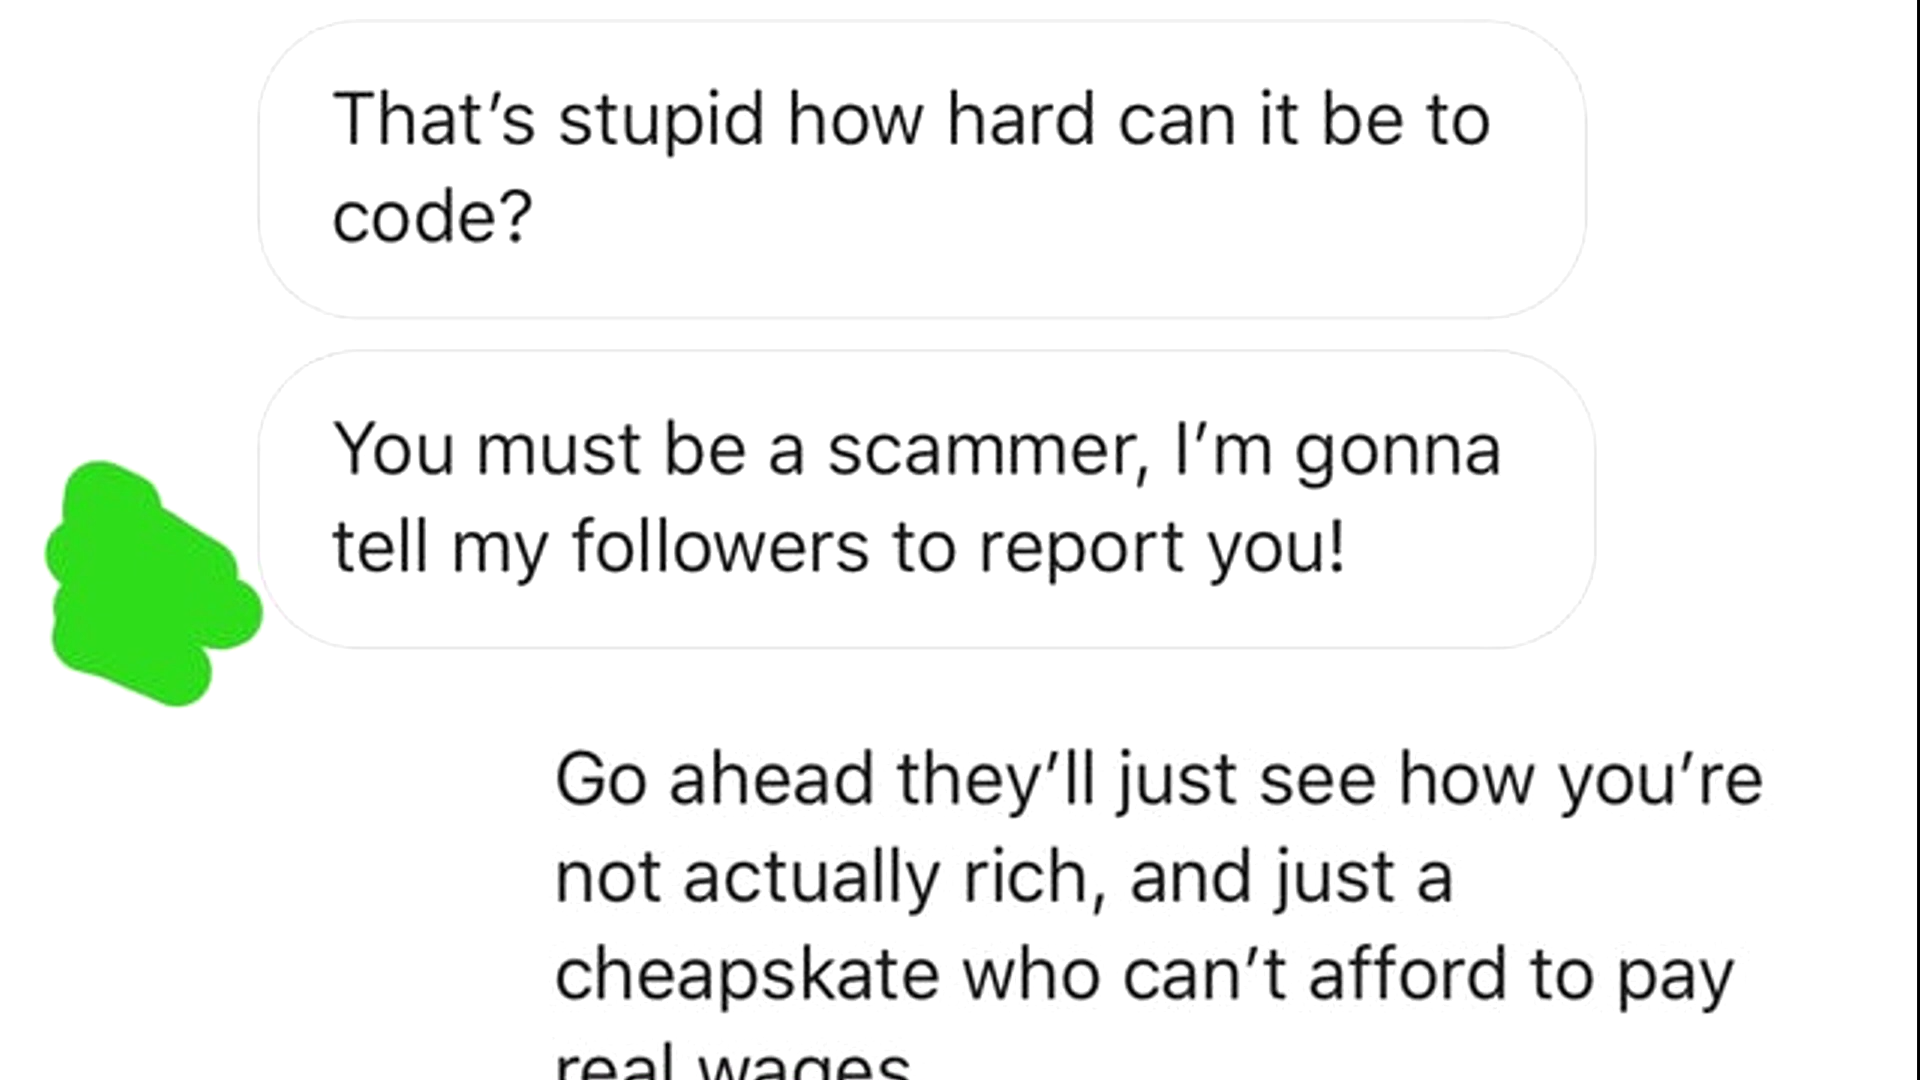 That’s stupid how hard can it be to
code?
You must be a scammer, I’m gonna
tell my followers to report you!
Go ahead they’ll just see how you’re
not actually rich, and just a
cheapskate who can’t afford to pay
real wages